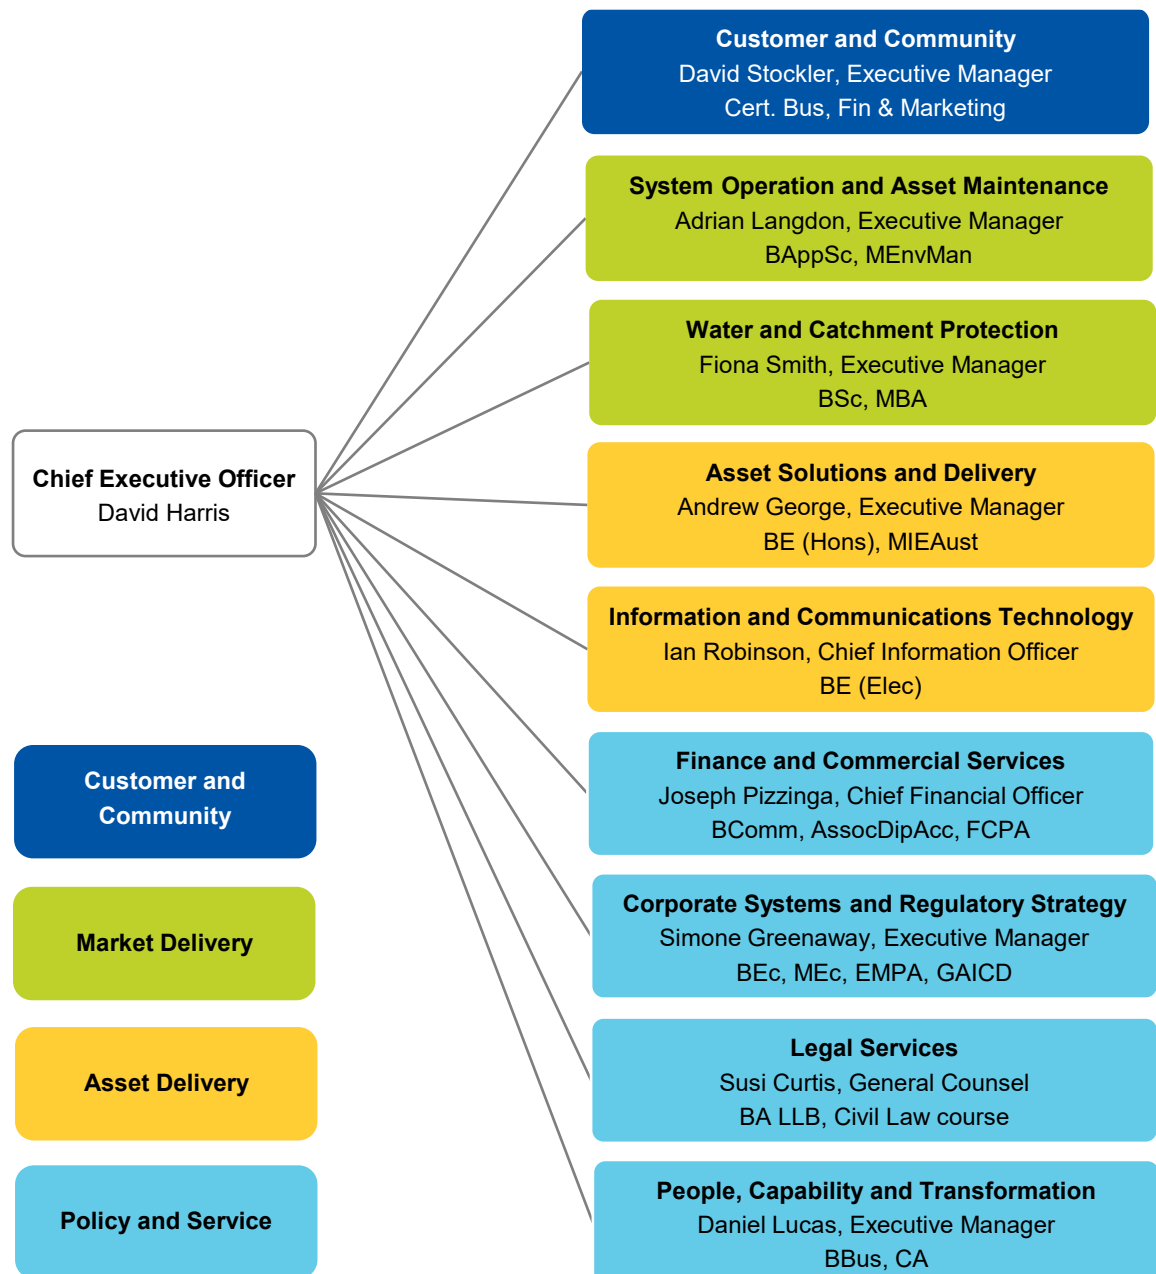 Customer and Community
David Stockler, Executive Manager
Cert. Bus, Fin & Marketing
System Operation and Asset Maintenance
Adrian Langdon, Executive Manager
BAppSc, MEnvMan
Water and Catchment Protection
Fiona Smith, Executive Manager
BSc, MBA
Chief Executive Officer
David Harris
Asset Solutions and Delivery
Andrew George, Executive Manager
BE (Hons), MIEAust
Information and Communications Technology
Ian Robinson, Chief Information Officer
BE (Elec)
Finance and Commercial Services
Joseph Pizzinga, Chief Financial Officer
BComm, AssocDipAcc, FCPA
Corporate Systems and Regulatory Strategy
Simone Greenaway, Executive Manager
BEc, MEc, EMPA, GAICD
Legal Services
Susi Curtis, General Counsel
BA LLB, Civil Law course
People, Capability and Transformation
Daniel Lucas, Executive Manager
BBus, CA
Customer and
Community
Market Delivery
Asset Delivery
Policy and Service